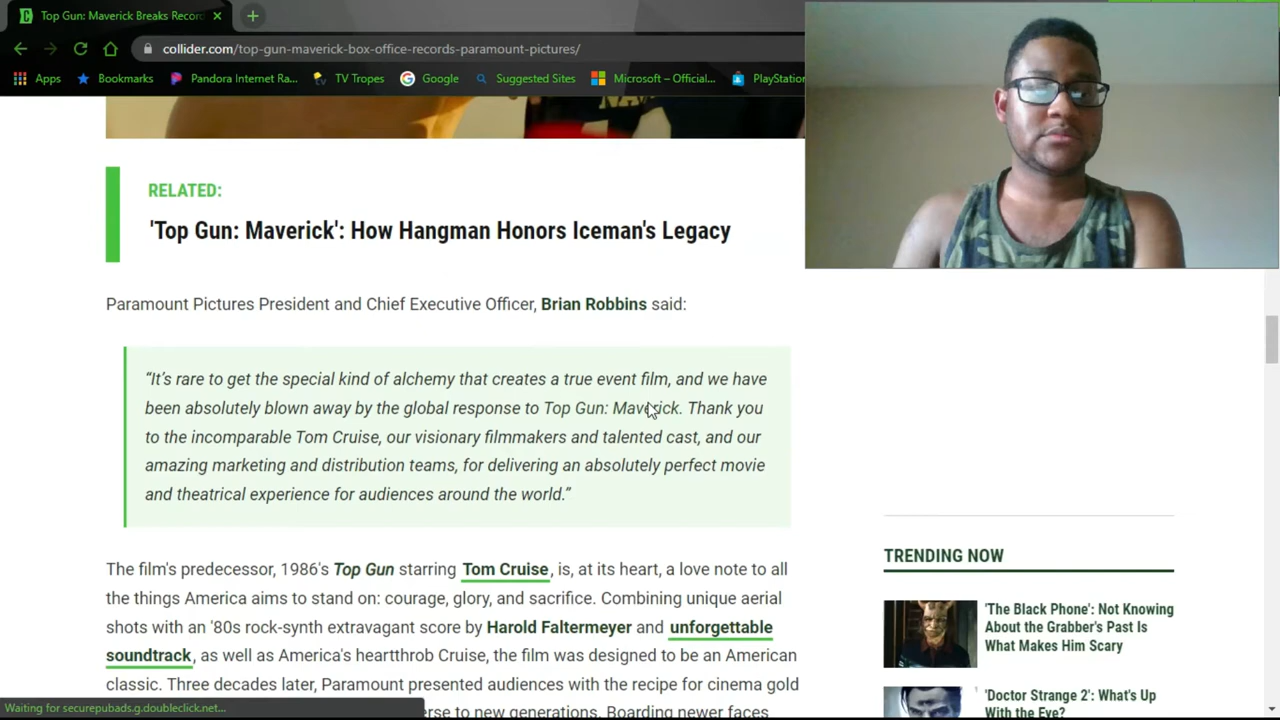 Top Gun: Maverick Breaks Record
collider.com/top-gun-maverick-box-office-records-paramount-pictures/
Apps Bookmarks Pandora Internet Ra... TV Tropes Google Suggested Sites Microsoft – Official... PlayStation
RELATED:
'Top Gun: Maverick': How Hangman Honors Iceman's Legacy
Paramount Pictures President and Chief Executive Officer, Brian Robbins said:
“It’s rare to get the special kind of alchemy that creates a true event film, and we have
been absolutely blown away by the global response to Top Gun: Maverick. Thank you
to the incomparable Tom Cruise, our visionary filmmakers and talented cast, and our
amazing marketing and distribution teams, for delivering an absolutely perfect movie
and theatrical experience for audiences around the world.”
The film's predecessor, 1986's Top Gun starring Tom Cruise, is, at its heart, a love note to all
the things America aims to stand on: courage, glory, and sacrifice. Combining unique aerial
shots with an '80s rock-synth extravagant score by Harold Faltermeyer and unforgettable
soundtrack, as well as America's heartthrob Cruise, the film was designed to be an American
classic. Three decades later, Paramount presented audiences with the recipe for cinema gold
erse to new generations. Boarding newer faces
TRENDING NOW
'The Black Phone': Not Knowing
About the Grabber's Past Is
What Makes Him Scary
'Doctor Strange 2': What's Up
With the Eye?
Waiting for securepubads.g.doubleclick.net...